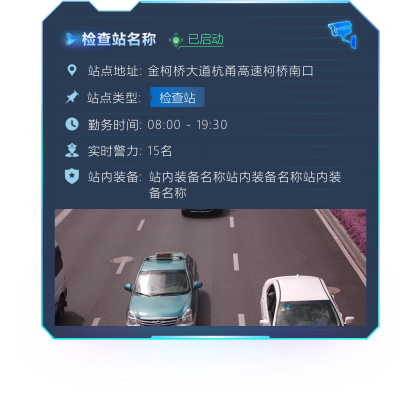 检查站名称 已启动
站点地址: 金柯桥大道杭甬高速柯桥南口
站点类型: 检查站
勤务时间: 08:00 - 19:30
实时警力: 15名
站内装备: 站内装备名称站内装备名称站内装
备名称